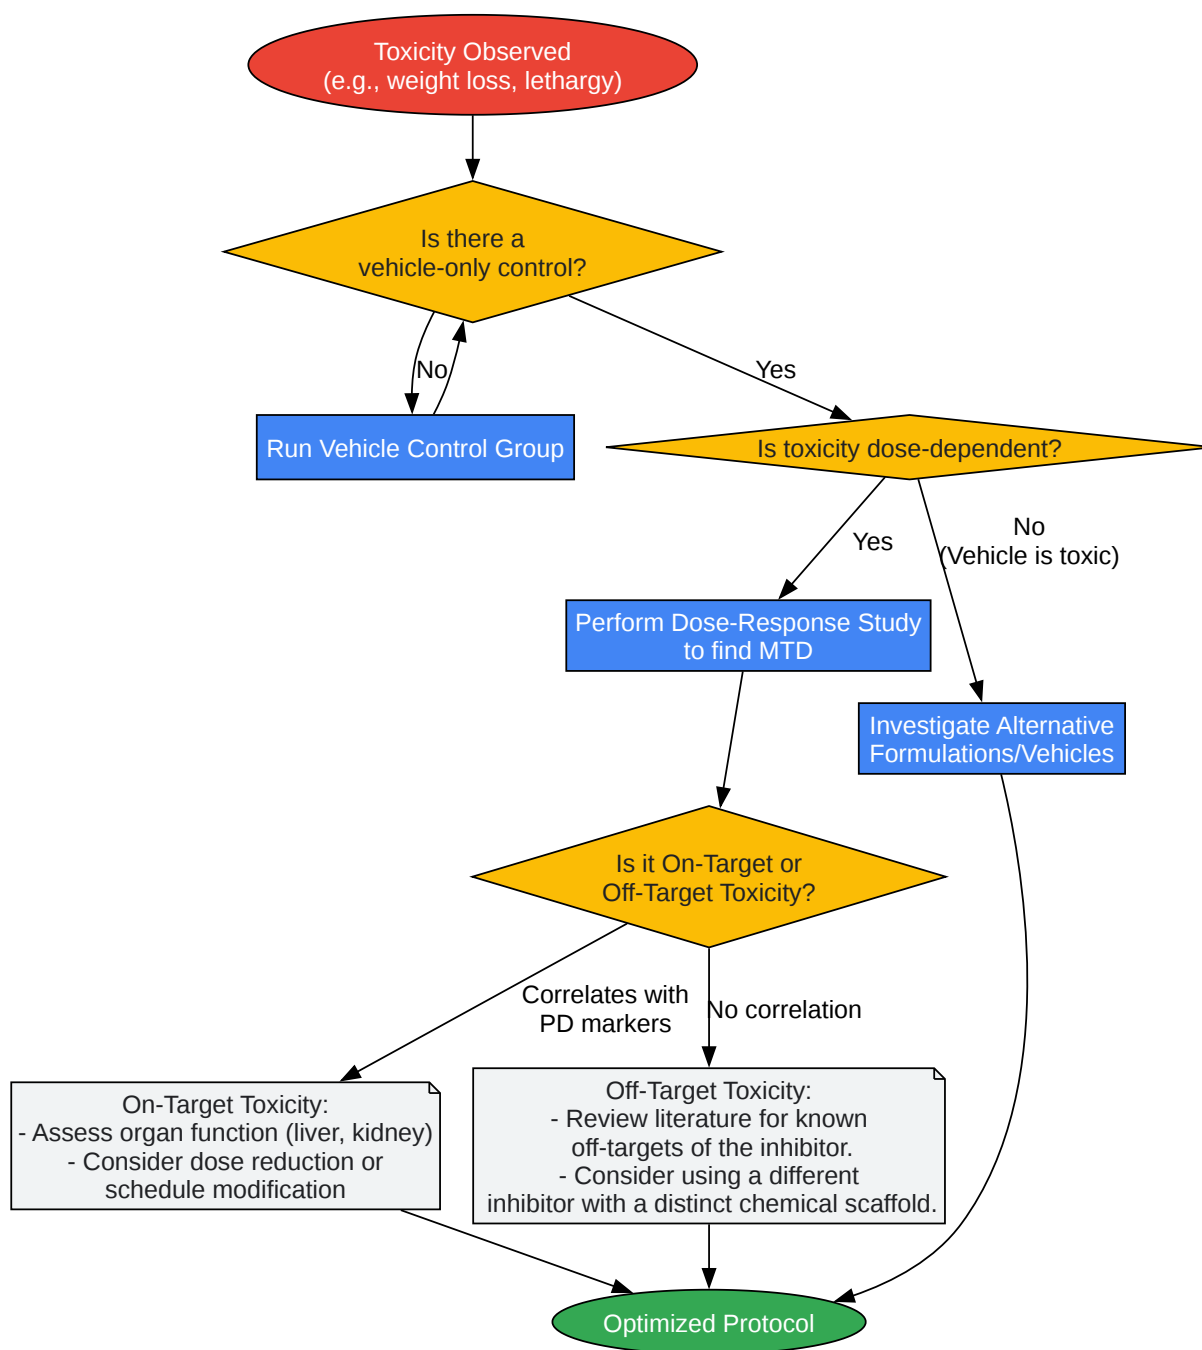 Toxicity Observed
(e.g., weight loss, lethargy)
Is there a
vehicle-only control?
No
Yes
Run Vehicle Control Group
Is toxicity dose-dependent?
Yes
No
(Vehicle is toxic)
Perform Dose-Response Study
to find MTD
Investigate Alternative
Formulations/Vehicles
Is it On-Target or
Off-Target Toxicity?
Correlates with
PD markers
No correlation
On-Target Toxicity:
- Assess organ function (liver, kidney)
- Consider dose reduction or
schedule modification
Off-Target Toxicity:
- Review literature for known
off-targets of the inhibitor.
- Consider using a different
inhibitor with a distinct chemical scaffold.
Optimized Protocol